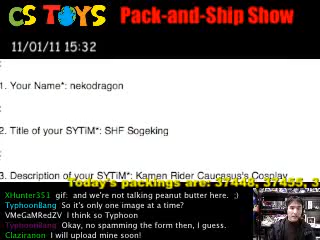 CS TOYS Pack-and-Ship Show
11/01/11 15:32
:
1. Your Name*: nekodragon
:
2. Title of your SYTiM*: SHF Sogeking
:
3. Description of your SYTiM*: Kamen Rider Caucasus's Cosplay
Today's packings are: 37448, 37455, 3
XHunter351 gif: and we're not talking peanut butter here. ;)
TyphoonBang So it's only one image at a time?
VMeGaMRedZV I think so Typhoon
TyphoonBang Okay, no spamming the form then, I guess.
Claziranon I will upload mine soon!